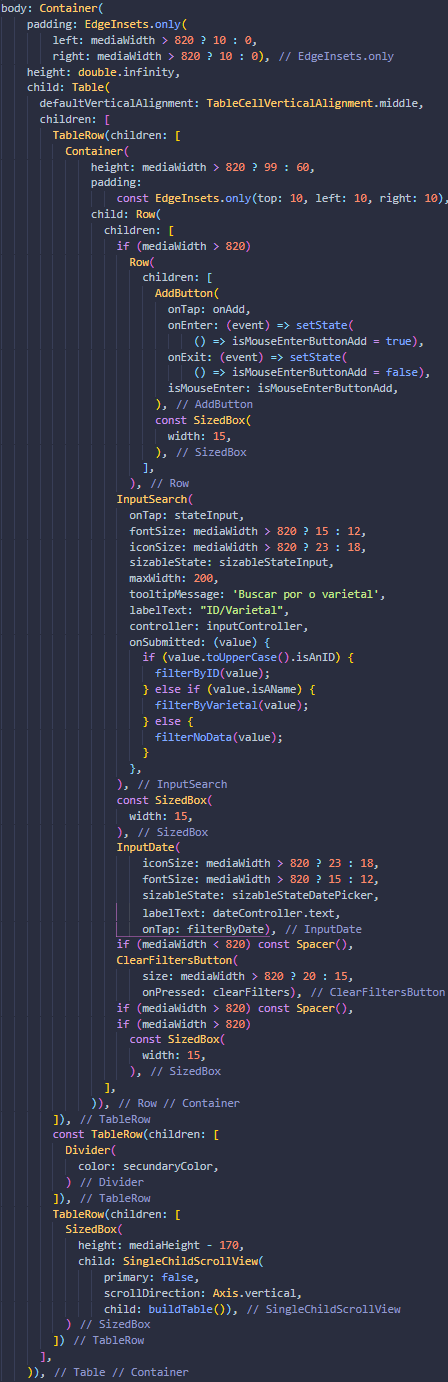 body: Container(
    padding: EdgeInsets.only(
        left: mediaWidth > 820 ? 10 : 0,
        right: mediaWidth > 820 ? 10 : 0), // EdgeInsets.only
    height: double.infinity,
    child: Table(
      defaultVerticalAlignment: TableCellVerticalAlignment.middle,
      children: [
        TableRow(children: [
          Container(
              height: mediaWidth > 820 ? 99 : 60,
              padding:
                  const EdgeInsets.only(top: 10, left: 10, right: 10),
              child: Row(
                children: [
                  if (mediaWidth > 820)
                    Row(
                      children: [
                        AddButton(
                          onTap: onAdd,
                          onEnter: (event) => setState(
                              () => isMouseEnterButtonAdd = true),
                          onExit: (event) => setState(
                              () => isMouseEnterButtonAdd = false),
                          isMouseEnter: isMouseEnterButtonAdd,
                        ), // AddButton
                        const SizedBox(
                          width: 15,
                        ), // SizedBox
                      ],
                    ), // Row
                  InputSearch(
                    onTap: stateInput,
                    fontSize: mediaWidth > 820 ? 15 : 12,
                    iconSize: mediaWidth > 820 ? 23 : 18,
                    sizableState: sizableStateInput,
                    maxWidth: 200,
                    tooltipMessage: 'Buscar por o varietal',
                    labelText: "ID/Varietal",
                    controller: inputController,
                    onSubmitted: (value) {
                      if (value.toUpperCase().isAnID) {
                        filterByID(value);
                      } else if (value.isAName) {
                        filterByVarietal(value);
                      } else {
                        filterNoData(value);
                      }
                    },
                  ), // InputSearch
                  const SizedBox(
                    width: 15,
                  ), // SizedBox
                  InputDate(
                      iconSize: mediaWidth > 820 ? 23 : 18,
                      fontSize: mediaWidth > 820 ? 15 : 12,
                      sizableState: sizableStateDatePicker,
                      labelText: dateController.text,
                      onTap: filterByDate), // InputDate
                  if (mediaWidth < 820) const Spacer(),
                  ClearFiltersButton(
                      size: mediaWidth > 820 ? 20 : 15,
                      onPressed: clearFilters), // ClearFiltersButton
                  if (mediaWidth > 820) const Spacer(),
                  if (mediaWidth > 820)
                    const SizedBox(
                      width: 15,
                    ), // SizedBox
                ],
              )), // Row // Container
        ]), // TableRow
        const TableRow(children: [
          Divider(
            color: secundaryColor,
          ) // Divider
        ]), // TableRow
        TableRow(children: [
          SizedBox(
            height: mediaHeight - 170,
            child: SingleChildScrollView(
                primary: false,
                scrollDirection: Axis.vertical,
                child: buildTable()), // SingleChildScrollView
          ) // SizedBox
        ]) // TableRow
      ],
    )), // Table // Container